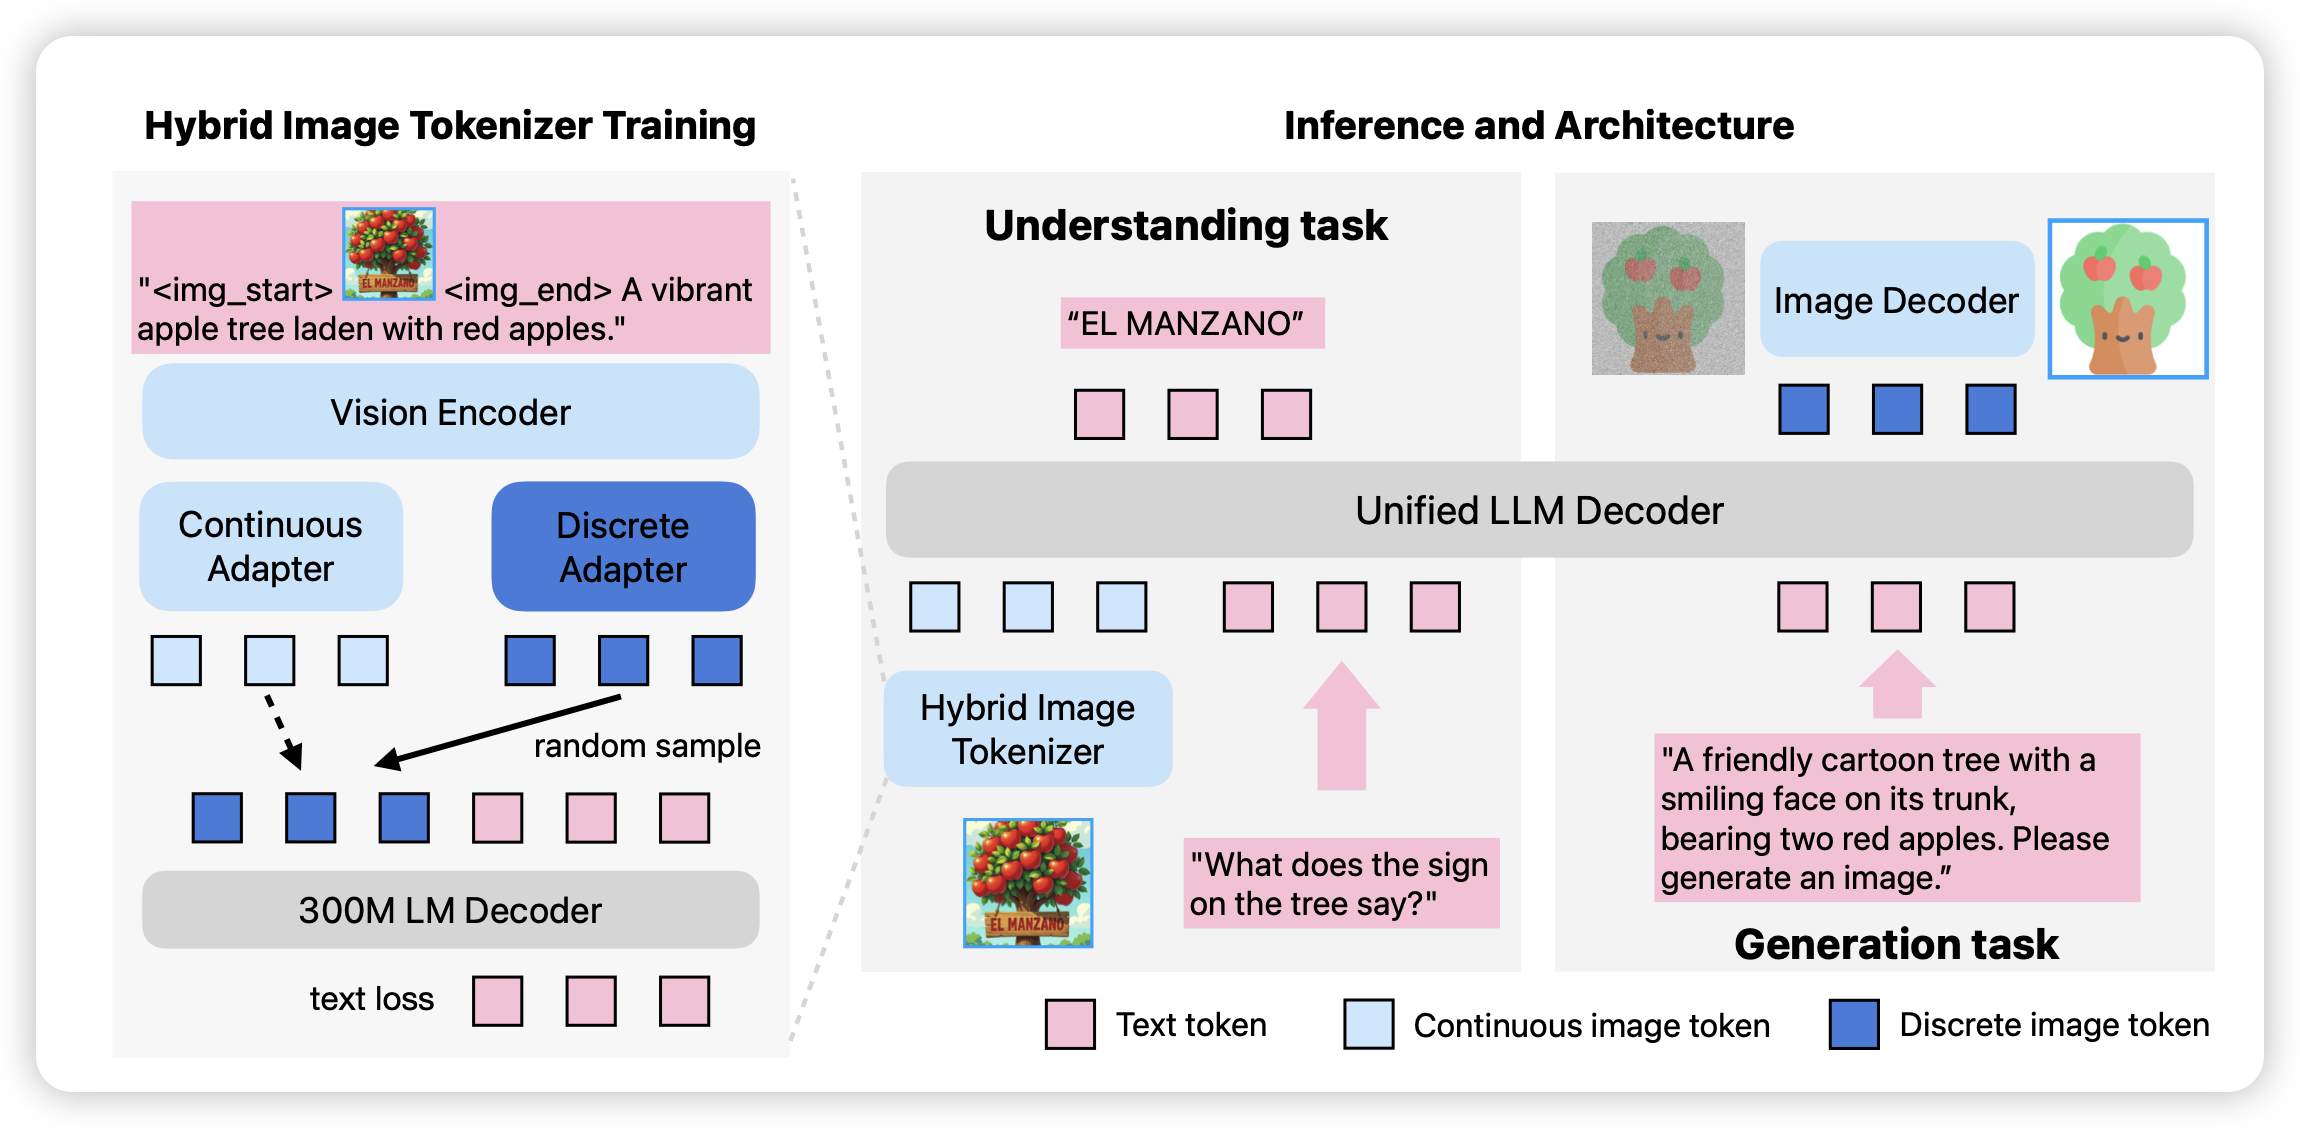 Hybrid Image Tokenizer Training
"<img_start> EL MANZANO <img_end> A vibrant
apple tree laden with red apples."
Vision Encoder
Continuous
Adapter
Discrete
Adapter
random sample
300M LM Decoder
text loss
Inference and Architecture
Understanding task
“EL MANZANO”
Image Decoder
Unified LLM Decoder
Hybrid Image
Tokenizer
EL MANZANO
"What does the sign
on the tree say?"
"A friendly cartoon tree with a
smiling face on its trunk,
bearing two red apples. Please
generate an image.”
Generation task
Text token
Continuous image token
Discrete image token